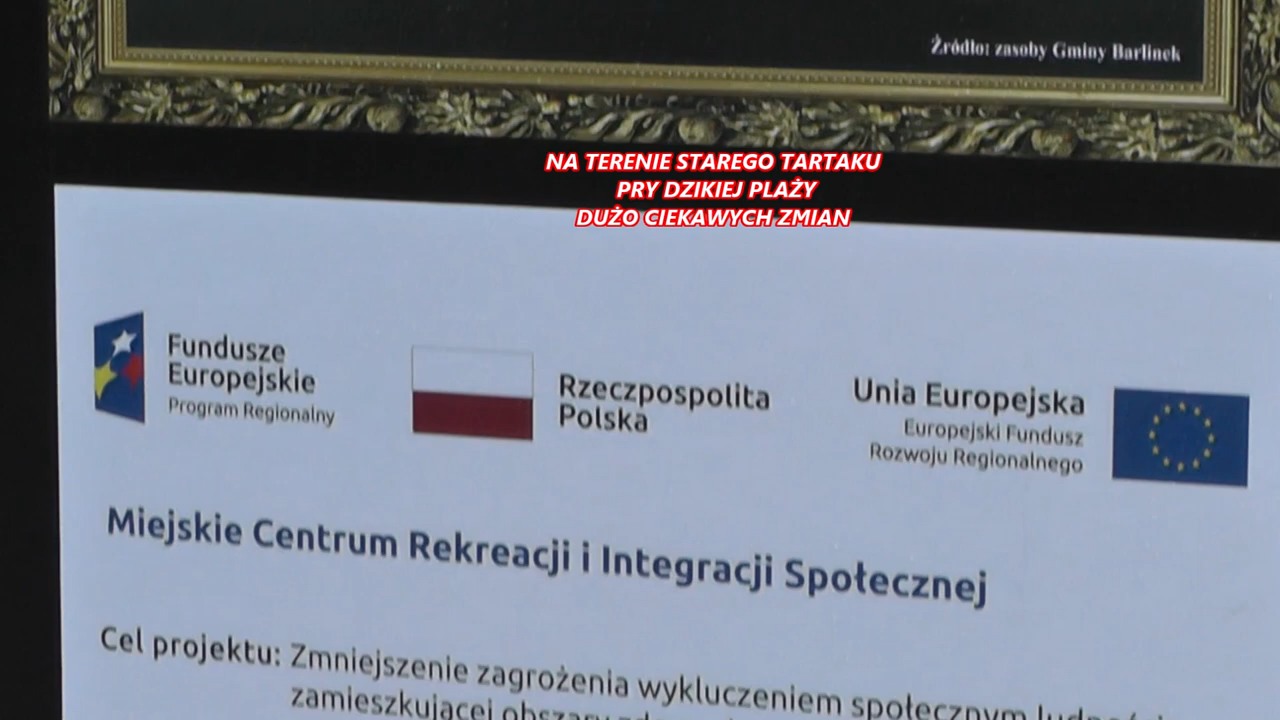 Źródło: zasoby Gminy Barlinek
NA TERENIE STAREGO TARTAKU
PRY DZIKIEJ PLAŻY
DUŻO CIEKAWYCH ZMIAN
Fundusze
Europejskie
Program Regionalny
Rzeczpospolita
Polska
Unia Europejska
Europejski Fundusz
Rozwoju Regionalnego
Miejskie Centrum Rekreacji i Integracji Społecznej
Cel projektu: Zmniejszenie zagrożenia wykluczeniem społecznym
zamieszkującej obszary